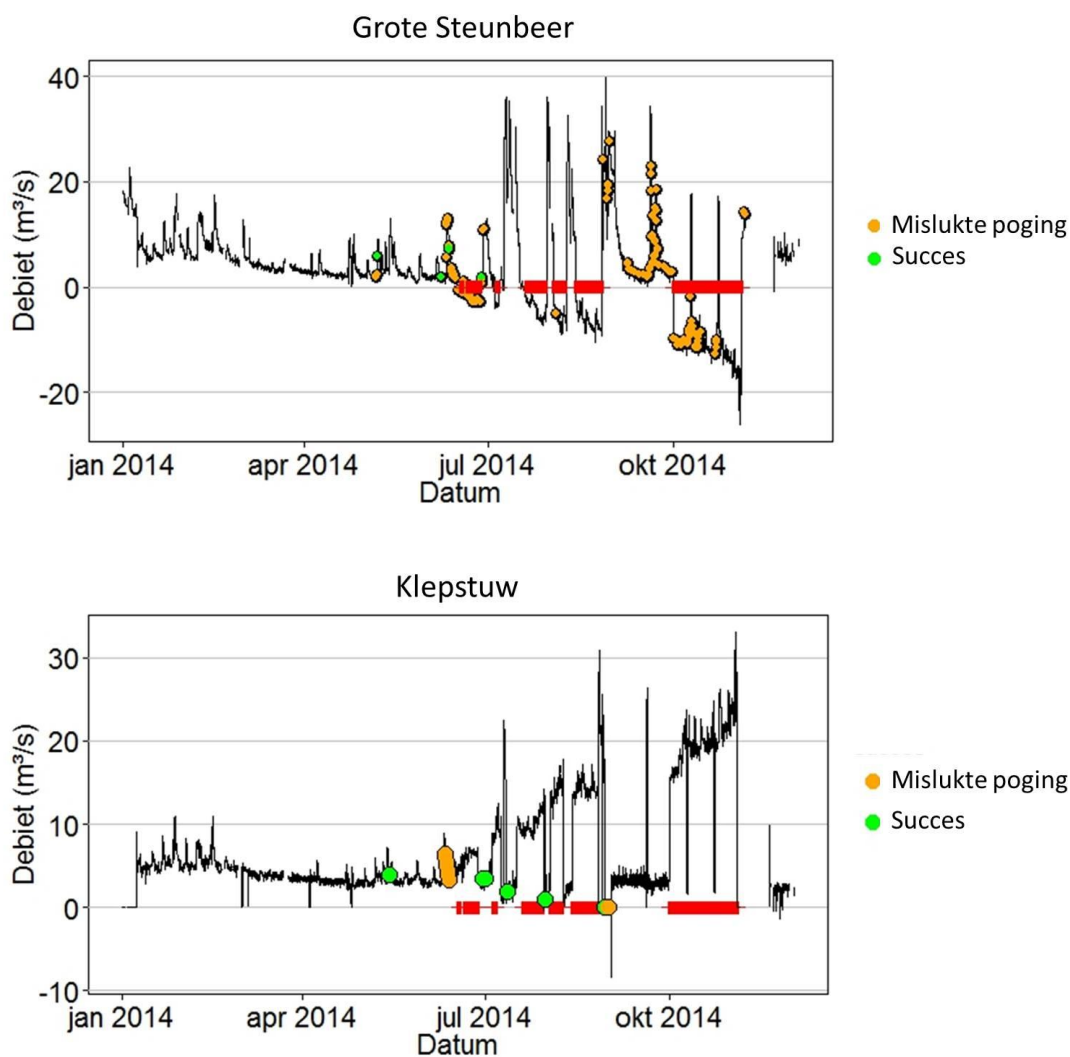 Grote Steunbeer
Debiet (m³/s)
40
20
0
-20
jan 2014
apr 2014
jul 2014
okt 2014
Datum
Mislukte poging
Succes
Klepstuw
Debiet (m³/s)
30
20
10
0
-10
jan 2014
apr 2014
jul 2014
okt 2014
Datum
Mislukte poging
Succes